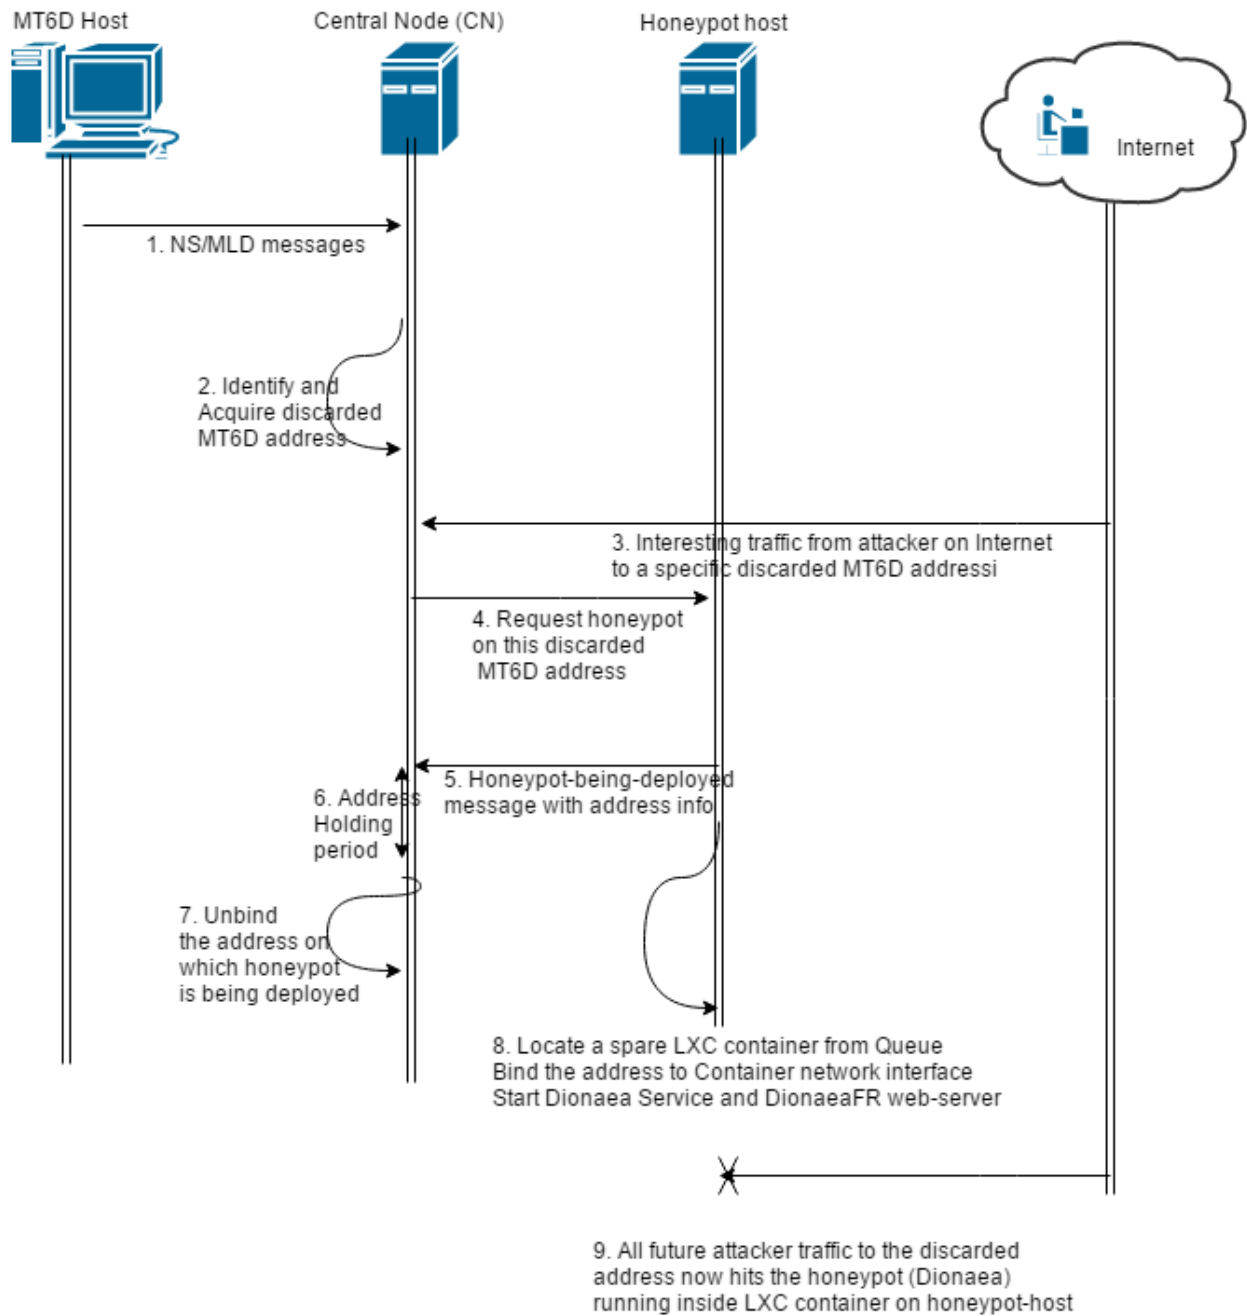 MT6D Host
Central Node (CN)
Honeypot host
Internet
1. NS/MLD messages
2. Identify and
Acquire discarded
MT6D address
3. Interesting traffic from attacker on Internet
to a specific discarded MT6D addressi
4. Request honeypot
on this discarded
MT6D address
5. Honeypot-being-deployed
message with address info
6. Address
Holding
period
7. Unbind
the address on
which honeypot
is being deployed
8. Locate a spare LXC container from Queue
Bind the address to Container network interface
Start Dionaea Service and DionaeaFR web-server
9. All future attacker traffic to the discarded
address now hits the honeypot (Dionaea)
running inside LXC container on honeypot-host